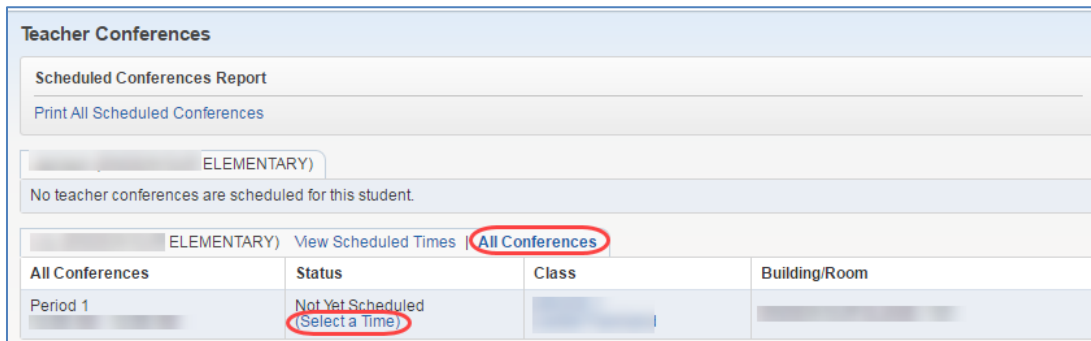 Teacher Conferences
Scheduled Conferences Report
Print All Scheduled Conferences
ELEMENTARY)
No teacher conferences are scheduled for this student.
ELEMENTARY) View Scheduled Times | All Conferences
All Conferences Status Class Building/Room
Period 1 Not Yet Scheduled
(Select a Time)